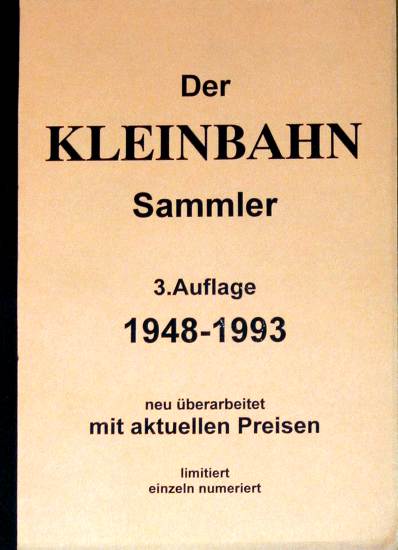 Der
KLEINBAHN
Sammler
3.Auflage
1948-1993
neu überarbeitet
mit aktuellen Preisen
limitiert
einzeln numeriert